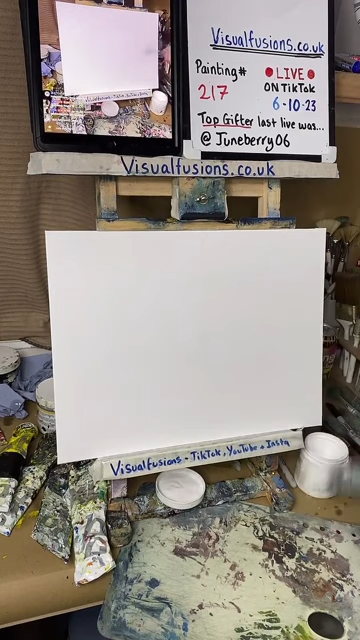 Visualfusions.co.uk
Painting#
217
LIVE
ON TikTok
6-10-23
Top Gifter last live was...
@Juneberry06
Visualfusions.co.uk
Visualfusions - TikTok, YouTube + Insta